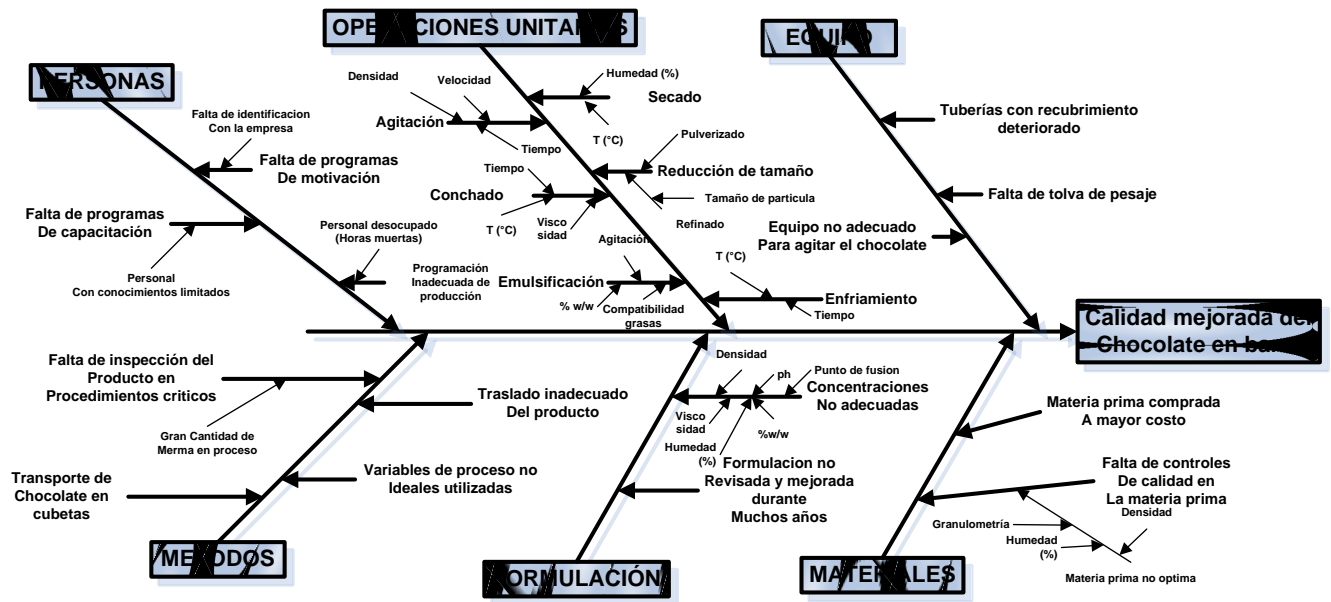 OPERACIONES UNITARIAS
EQUIPO
PERSONAS
Densidad
Velocidad
Humedad (%)
Secado
Agitación
T (°C)
Tiempo
Falta de identificacion
Con la empresa
Falta de programas
De motivación
Pulverizado
Reducción de tamaño
Tamaño de particula
Refinado
Tiempo
Conchado
T (°C)
Visco
sidad
Tuberías con recubrimiento
deteriorado
Falta de tolva de pesaje
Equipo no adecuado
Para agitar el chocolate
Falta de programas
De capacitación
Personal
Con conocimientos limitados
Personal desocupado
(Horas muertas)
Programación
Inadecuada de
producción
Agitación
Emulsificación
% w/w
Compatibilidad
grasas
T (°C)
Enfriamiento
Tiempo
Calidad mejorada del
Chocolate en
Falta de inspección del
Producto en
Procedimientos criticos
Gran Cantidad de
Merma en proceso
Traslado inadecuado
Del producto
Transporte de
Chocolate en
cubetas
Variables de proceso no
Ideales utilizadas
Densidad
ph
Punto de fusion
Concentraciones
No adecuadas
Visco
sidad
Humedad
(%)
%w/w
Formulacion no
Revisada y mejorada
durante
Muchos años
Materia prima comprada
A mayor costo
Falta de controles
De calidad en
La materia prima
Densidad
Granulometría
Humedad
(%)
Materia prima no optima
METODOS
FORMULACIÓN
MATERIALES